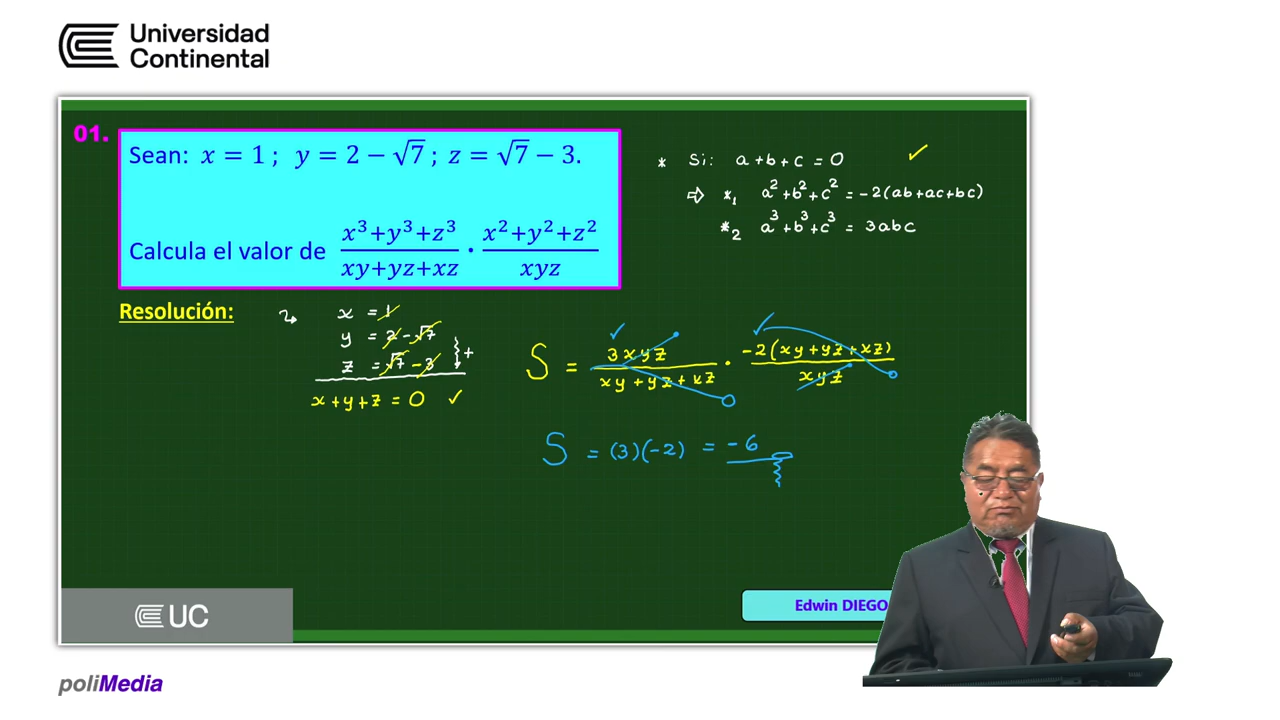 Universidad
Continental
01.
Sean: x = 1 ; y = 2 − √7 ; z = √7 − 3.
Calcula el valor de (x³+y³+z³)/(xy+yz+xz) · (x²+y²+z²)/(xyz)
* Si: a+b+c = 0 ✓
⇨ *₁ a²+b²+c² = -2(ab+ac+bc)
*₂ a³+b³+c³ = 3abc
Resolución:
x = 1
y = 2 - √7
z = √7 - 3
+
x+y+z = 0 ✓
S = (3xyz)/(xy+yz+xz) · (-2(xy+yz+xz))/(xyz)
S = (3)(-2) = -6
UC
Edwin DIEGO
poliMedia